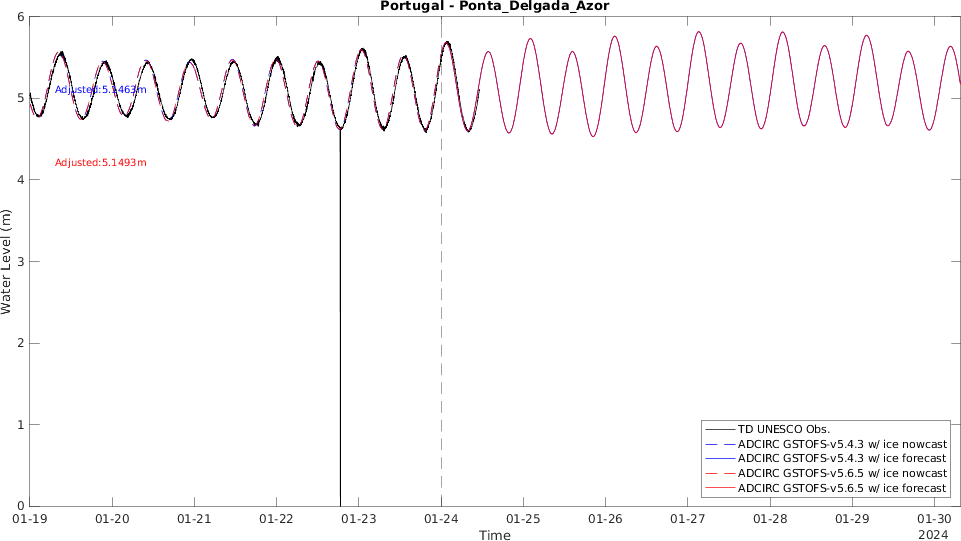 Portugal - Ponta_Delgada_Azor
6
5
4
3
2
1
0
Water Level (m)
Adjusted:5.1463m
Adjusted:5.1493m
TD UNESCO Obs.
ADCIRC GSTOFS-v5.4.3 w/ ice nowcast
ADCIRC GSTOFS-v5.4.3 w/ ice forecast
ADCIRC GSTOFS-v5.6.5 w/ ice nowcast
ADCIRC GSTOFS-v5.6.5 w/ ice forecast
01-19 01-20 01-21 01-22 01-23 01-24 01-25 01-26 01-27 01-28 01-29 01-30
Time
2024